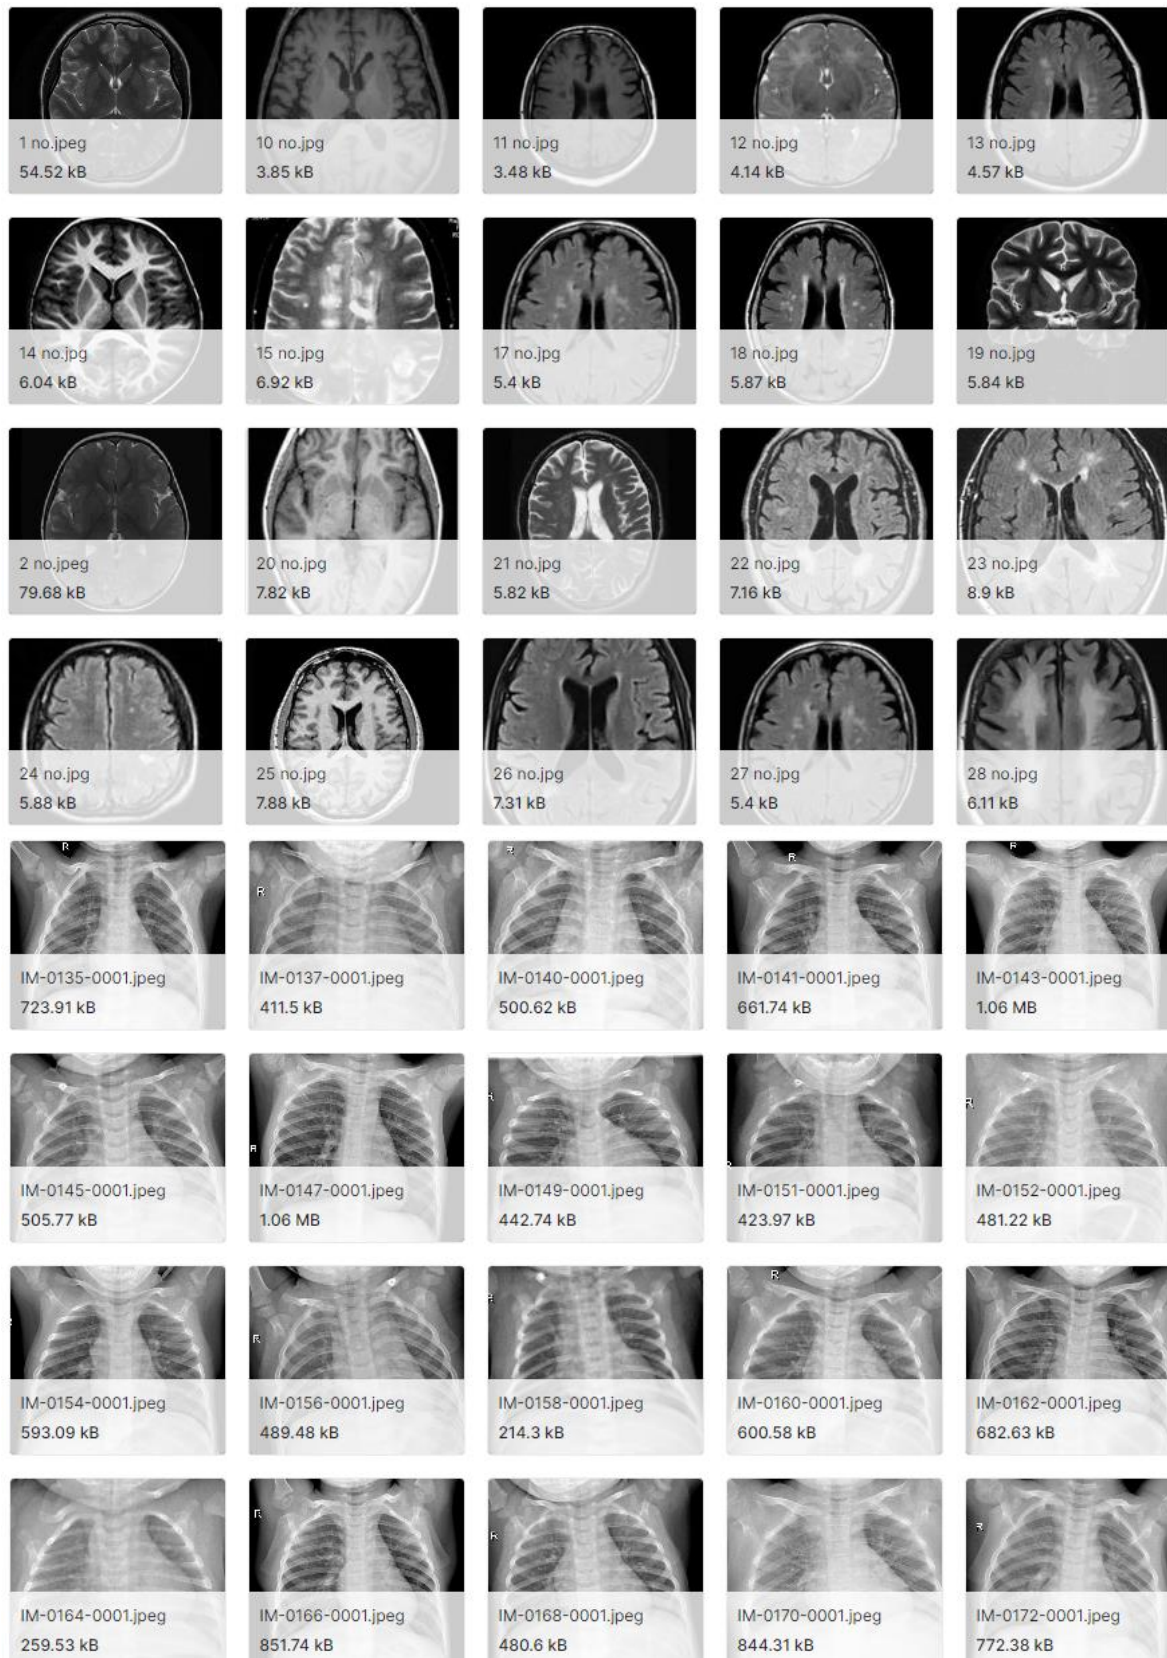 1 no.jpeg
54.52 kB
10 no.jpg
3.85 kB
11 no.jpg
3.48 kB
12 no.jpg
4.14 kB
13 no.jpg
4.57 kB
14 no.jpg
6.04 kB
15 no.jpg
6.92 kB
17 no.jpg
5.4 kB
18 no.jpg
5.87 kB
19 no.jpg
5.84 kB
2 no.jpeg
79.68 kB
20 no.jpg
7.82 kB
21 no.jpg
5.82 kB
22 no.jpg
7.16 kB
23 no.jpg
8.9 kB
24 no.jpg
5.88 kB
25 no.jpg
7.88 kB
26 no.jpg
7.31 kB
27 no.jpg
5.4 kB
28 no.jpg
6.11 kB
R
IM-0135-0001.jpeg
723.91 kB
R
IM-0137-0001.jpeg
411.5 kB
R
IM-0140-0001.jpeg
500.62 kB
R
IM-0141-0001.jpeg
661.74 kB
R
IM-0143-0001.jpeg
1.06 MB
IM-0145-0001.jpeg
505.77 kB
R
IM-0147-0001.jpeg
1.06 MB
R
IM-0149-0001.jpeg
442.74 kB
R
IM-0151-0001.jpeg
423.97 kB
R
IM-0152-0001.jpeg
481.22 kB
IM-0154-0001.jpeg
593.09 kB
R
IM-0156-0001.jpeg
489.48 kB
R
IM-0158-0001.jpeg
214.3 kB
R
IM-0160-0001.jpeg
600.58 kB
IM-0162-0001.jpeg
682.63 kB
IM-0164-0001.jpeg
259.53 kB
R
IM-0166-0001.jpeg
851.74 kB
R
IM-0168-0001.jpeg
480.6 kB
R
IM-0170-0001.jpeg
844.31 kB
R
IM-0172-0001.jpeg
772.38 kB